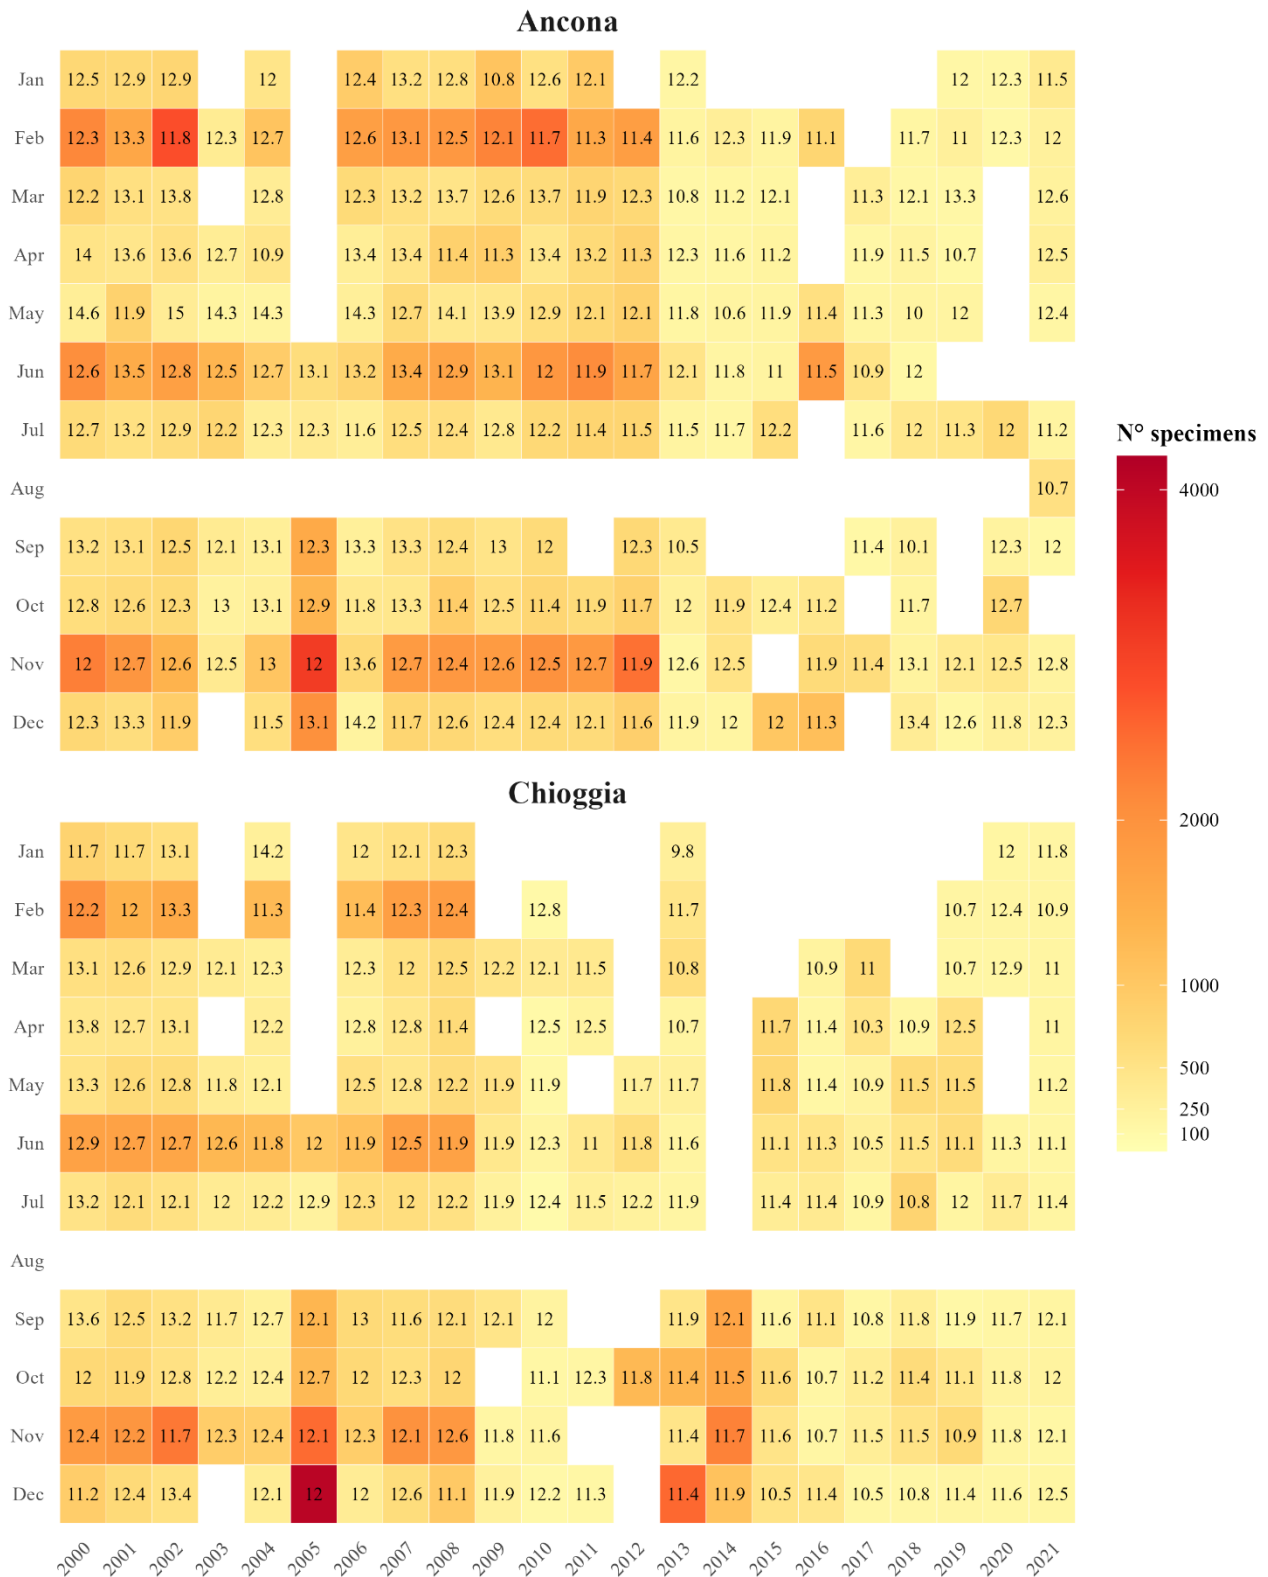 Ancona
Jan 12.5 12.9 12.9 12 12.4 13.2 12.8 10.8 12.6 12.1 12.2 12 12.3 11.5
Feb 12.3 13.3 11.8 12.3 12.7 12.6 13.1 12.5 12.1 11.7 11.3 11.4 11.6 12.3 11.9 11.1 11.7 11 12.3 12
Mar 12.2 13.1 13.8 12.8 12.3 13.2 13.7 12.6 13.7 11.9 12.3 10.8 11.2 12.1 11.3 12.1 13.3 12.6
Apr 14 13.6 13.6 12.7 10.9 13.4 13.4 11.4 11.3 13.4 13.2 11.3 12.3 11.6 11.2 11.9 11.5 10.7 12.5
May 14.6 11.9 15 14.3 14.3 14.3 12.7 14.1 13.9 12.9 12.1 12.1 11.8 10.6 11.9 11.4 11.3 10 12 12.4
Jun 12.6 13.5 12.8 12.5 12.7 13.1 13.2 13.4 12.9 13.1 12 11.9 11.7 12.1 11.8 11 11.5 10.9 12
Jul 12.7 13.2 12.9 12.2 12.3 12.3 11.6 12.5 12.4 12.8 12.2 11.4 11.5 11.5 11.7 12.2 11.6 12 11.3 12 11.2
Aug 10.7
Sep 13.2 13.1 12.5 12.1 13.1 12.3 13.3 13.3 12.4 13 12 12.3 10.5 11.4 10.1 12.3 12
Oct 12.8 12.6 12.3 13 13.1 12.9 11.8 13.3 11.4 12.5 11.4 11.9 11.7 12 11.9 12.4 11.2 11.7 12.7
Nov 12 12.7 12.6 12.5 13 12 13.6 12.7 12.4 12.6 12.5 12.7 11.9 12.6 12.5 11.9 11.4 13.1 12.1 12.5 12.8
Dec 12.3 13.3 11.9 11.5 13.1 14.2 11.7 12.6 12.4 12.4 12.1 11.6 11.9 12 12 11.3 13.4 12.6 11.8 12.3
N° specimens
4000
2000
1000
500
250
100
Chioggia
Jan 11.7 11.7 13.1 14.2 12 12.1 12.3 9.8 12 11.8
Feb 12.2 12 13.3 11.3 11.4 12.3 12.4 12.8 11.7 10.7 12.4 10.9
Mar 13.1 12.6 12.9 12.1 12.3 12.3 12 12.5 12.2 12.1 11.5 10.8 10.9 11 10.7 12.9 11
Apr 13.8 12.7 13.1 12.2 12.8 12.8 11.4 12.5 12.5 10.7 11.7 11.4 10.3 10.9 12.5 11
May 13.3 12.6 12.8 11.8 12.1 12.5 12.8 12.2 11.9 11.9 11.7 11.7 11.8 11.4 10.9 11.5 11.5 11.2
Jun 12.9 12.7 12.7 12.6 11.8 12 11.9 12.5 11.9 11.9 12.3 11 11.8 11.6 11.1 11.3 10.5 11.5 11.1 11.3 11.1
Jul 13.2 12.1 12.1 12 12.2 12.9 12.3 12 12.2 11.9 12.4 11.5 12.2 11.9 11.4 11.4 10.9 10.8 12 11.7 11.4
Aug
Sep 13.6 12.5 13.2 11.7 12.7 12.1 13 11.6 12.1 12.1 12 11.9 12.1 11.6 11.1 10.8 11.8 11.9 11.7 12.1
Oct 12 11.9 12.8 12.2 12.4 12.7 12 12.3 12 11.1 12.3 11.8 11.4 11.5 11.6 10.7 11.2 11.4 11.1 11.8 12
Nov 12.4 12.2 11.7 12.3 12.4 12.1 12.3 12.1 12.6 11.8 11.6 11.4 11.7 11.6 10.7 11.5 11.5 10.9 11.8 12.1
Dec 11.2 12.4 13.4 12.1 12 12 12.6 11.1 11.9 12.2 11.3 11.4 11.9 10.5 11.4 10.5 10.8 11.4 11.6 12.5
2000 2001 2002 2003 2004 2005 2006 2007 2008 2009 2010 2011 2012 2013 2014 2015 2016 2017 2018 2019 2020 2021